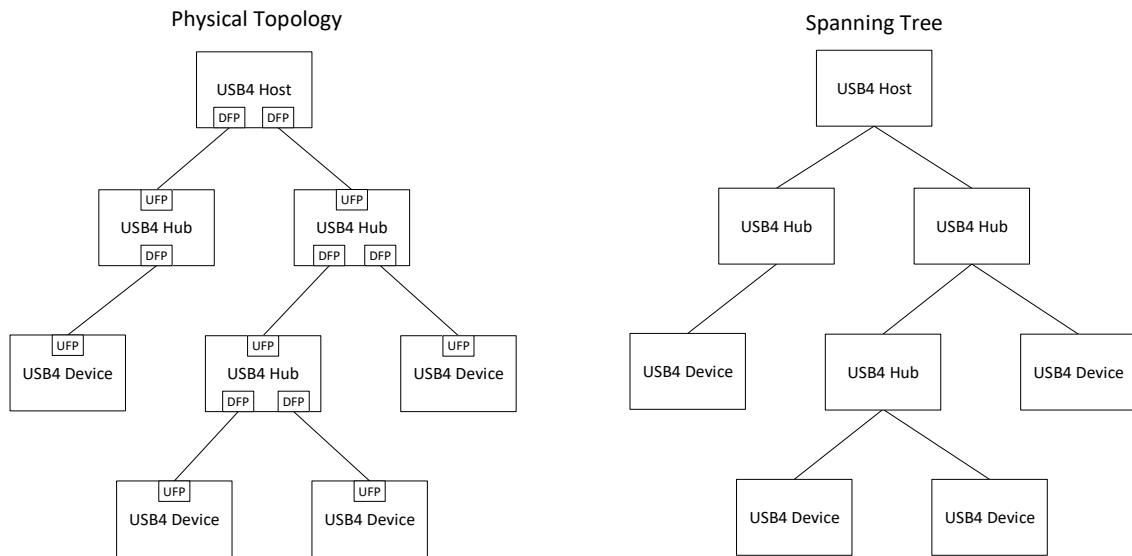 Physical Topology
USB4 Host
DFP DFP
UFP UFP
USB4 Hub USB4 Hub
DFP DFP DFP
UFP UFP UFP
USB4 Device USB4 Hub USB4 Device
DFP DFP
UFP UFP
USB4 Device USB4 Device
Spanning Tree
USB4 Host
USB4 Hub USB4 Hub
USB4 Device USB4 Hub USB4 Device
USB4 Device USB4 Device